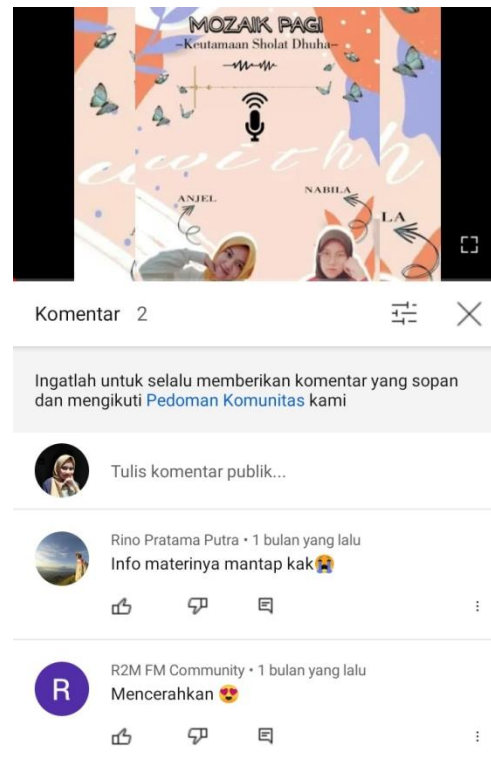 MOZAIK PAGI
-Keutamaan Sholat Dhuha-
with
ANJEL
NABILA
LA
Komentar 2
Ingatlah untuk selalu memberikan komentar yang sopan
dan mengikuti Pedoman Komunitas kami
Tulis komentar publik...
Rino Pratama Putra • 1 bulan yang lalu
Info materinya mantap kak😭
R
R2M FM Community • 1 bulan yang lalu
Mencerahkan 😍